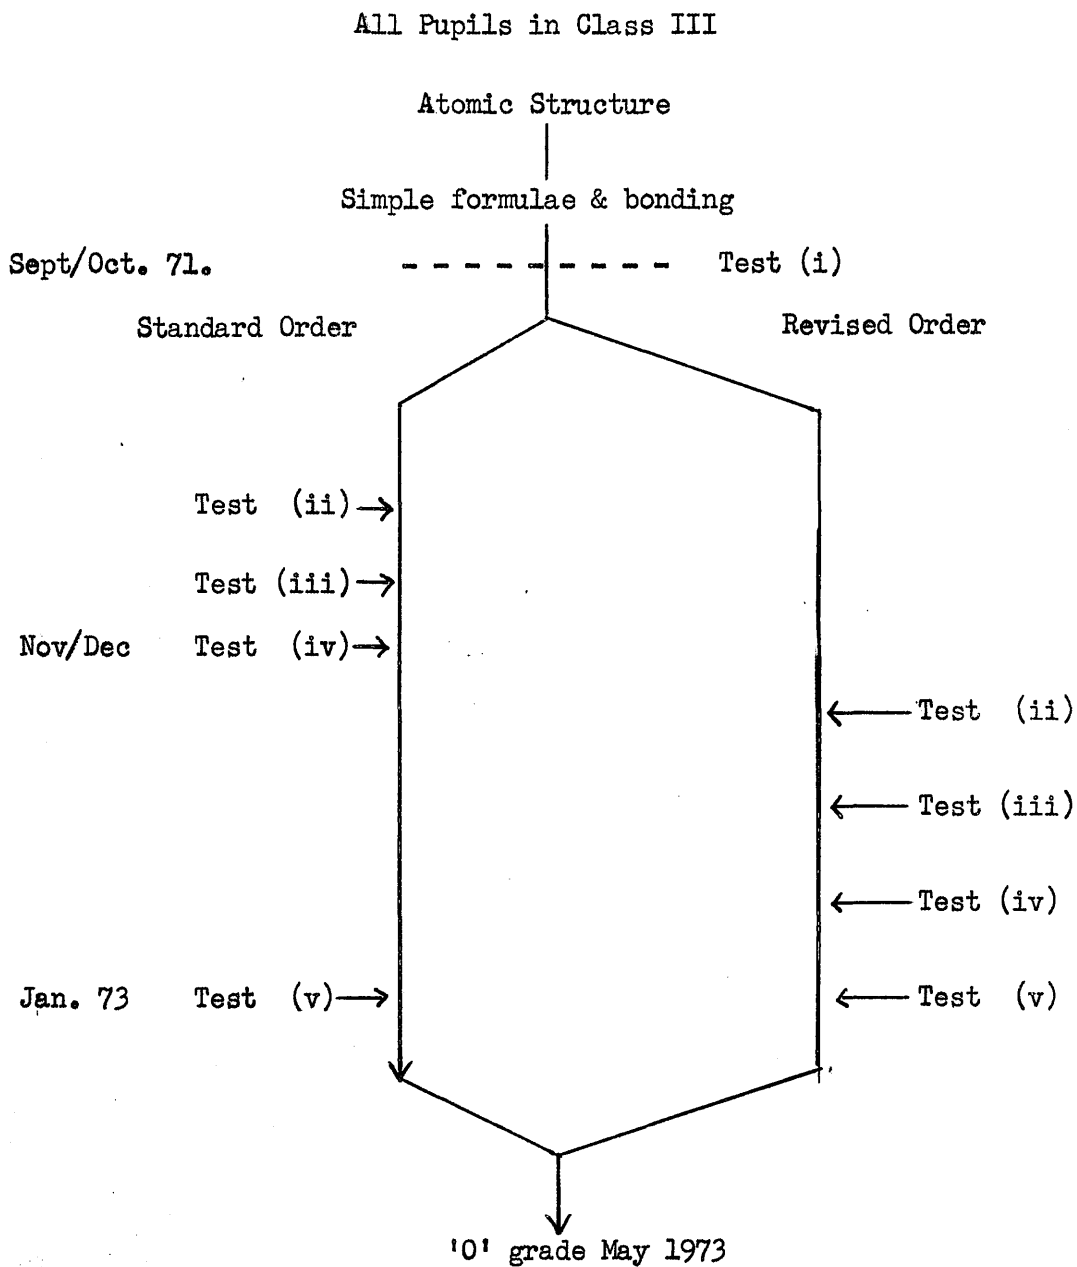 All Pupils in Class III
Atomic Structure
Simple formulae & bonding
Sept/Oct. 71. Test (i)
Standard Order Revised Order
Test (ii)
Test (iii)
Nov/Dec Test (iv)
Test (ii)
Test (iii)
Test (iv)
Jan. 73 Test (v) Test (v)
'O' grade May 1973